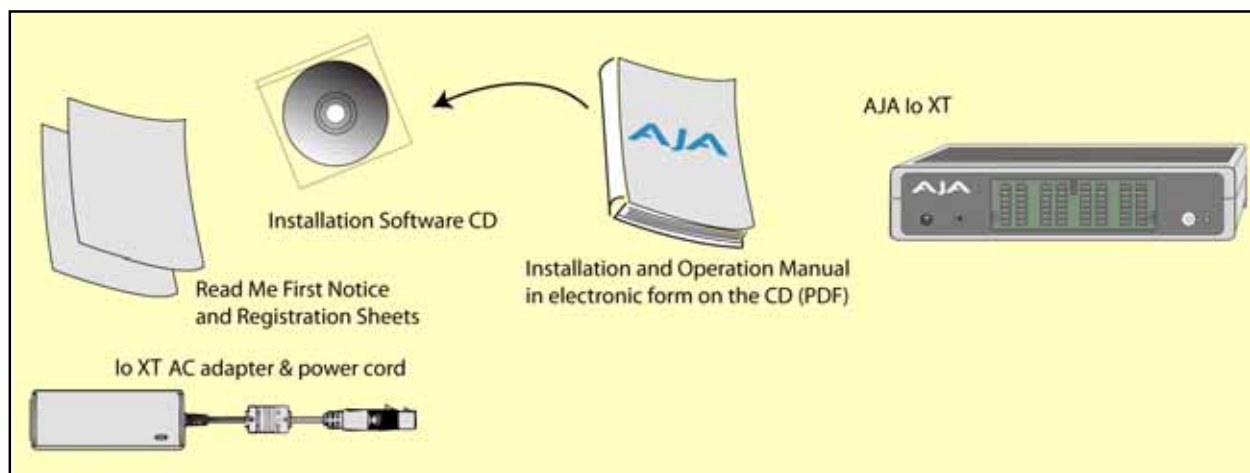 Installation Software CD
Read Me First Notice
and Registration Sheets
AJA
Installation and Operation Manual
in electronic form on the CD (PDF)
AJA Io XT
AJA
Io XT AC adapter & power cord